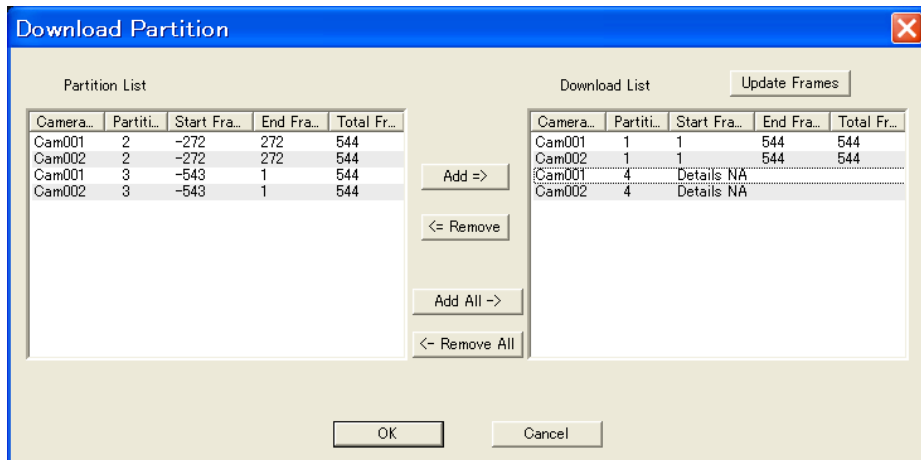 Download Partition
Partition List
Camera... Partiti... Start Fra... End Fra... Total Fr...
Cam001 2 -272 272 544
Cam002 2 -272 272 544
Cam001 3 -543 1 544
Cam002 3 -543 1 544
Add =>
<= Remove
Add All ->
<- Remove All
Download List
Update Frames
Camera... Partiti... Start Fra... End Fra... Total Fr...
Cam001 1 1 544 544
Cam002 1 1 544 544
Cam001 4 Details NA
Cam002 4 Details NA
OK
Cancel